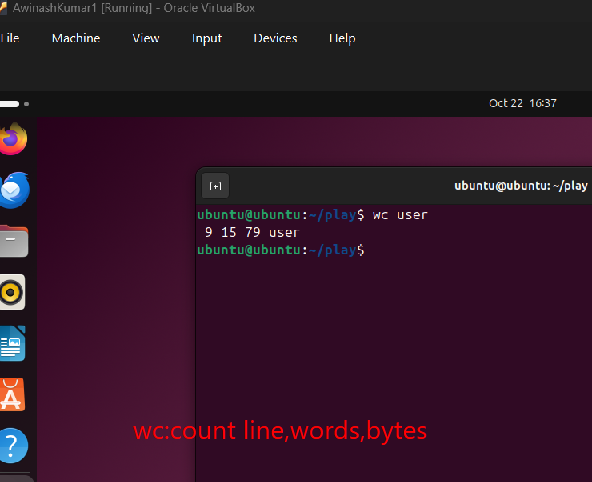 AwinashKumar1 [Running] - Oracle VirtualBox
File Machine View Input Devices Help
Oct 22 16:37
ubuntu@ubuntu: ~/play
ubuntu@ubuntu:~/play$ wc user
 9 15 79 user
ubuntu@ubuntu:~/play$
wc:count line,words,bytes